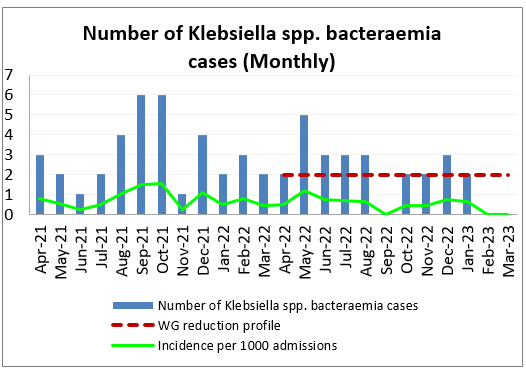 Number of Klebsiella spp. bacteraemia
cases (Monthly)
7
6
5
4
3
2
1
0
Apr-21
May-21
Jun-21
Jul-21
Aug-21
Sep-21
Oct-21
Nov-21
Dec-21
Jan-22
Feb-22
Mar-22
Apr-22
May-22
Jun-22
Jul-22
Aug-22
Sep-22
Oct-22
Nov-22
Dec-22
Jan-23
Feb-23
Mar-23
Number of Klebsiella spp. bacteraemia cases
WG reduction profile
Incidence per 1000 admissions